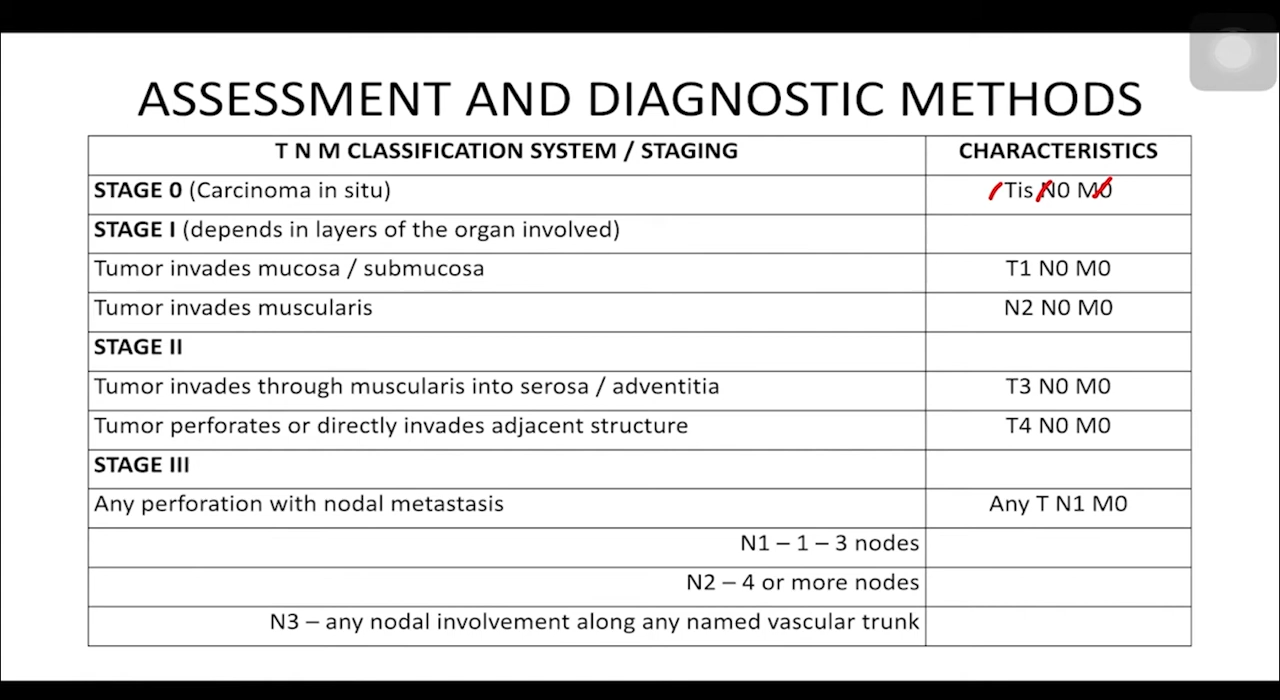 ASSESSMENT AND DIAGNOSTIC METHODS
T N M CLASSIFICATION SYSTEM / STAGING CHARACTERISTICS
STAGE 0 (Carcinoma in situ) Tis N0 M0
STAGE I (depends in layers of the organ involved)
Tumor invades mucosa / submucosa T1 N0 M0
Tumor invades muscularis N2 N0 M0
STAGE II
Tumor invades through muscularis into serosa / adventitia T3 N0 M0
Tumor perforates or directly invades adjacent structure T4 N0 M0
STAGE III
Any perforation with nodal metastasis Any T N1 M0
N1 – 1 – 3 nodes
N2 – 4 or more nodes
N3 – any nodal involvement along any named vascular trunk